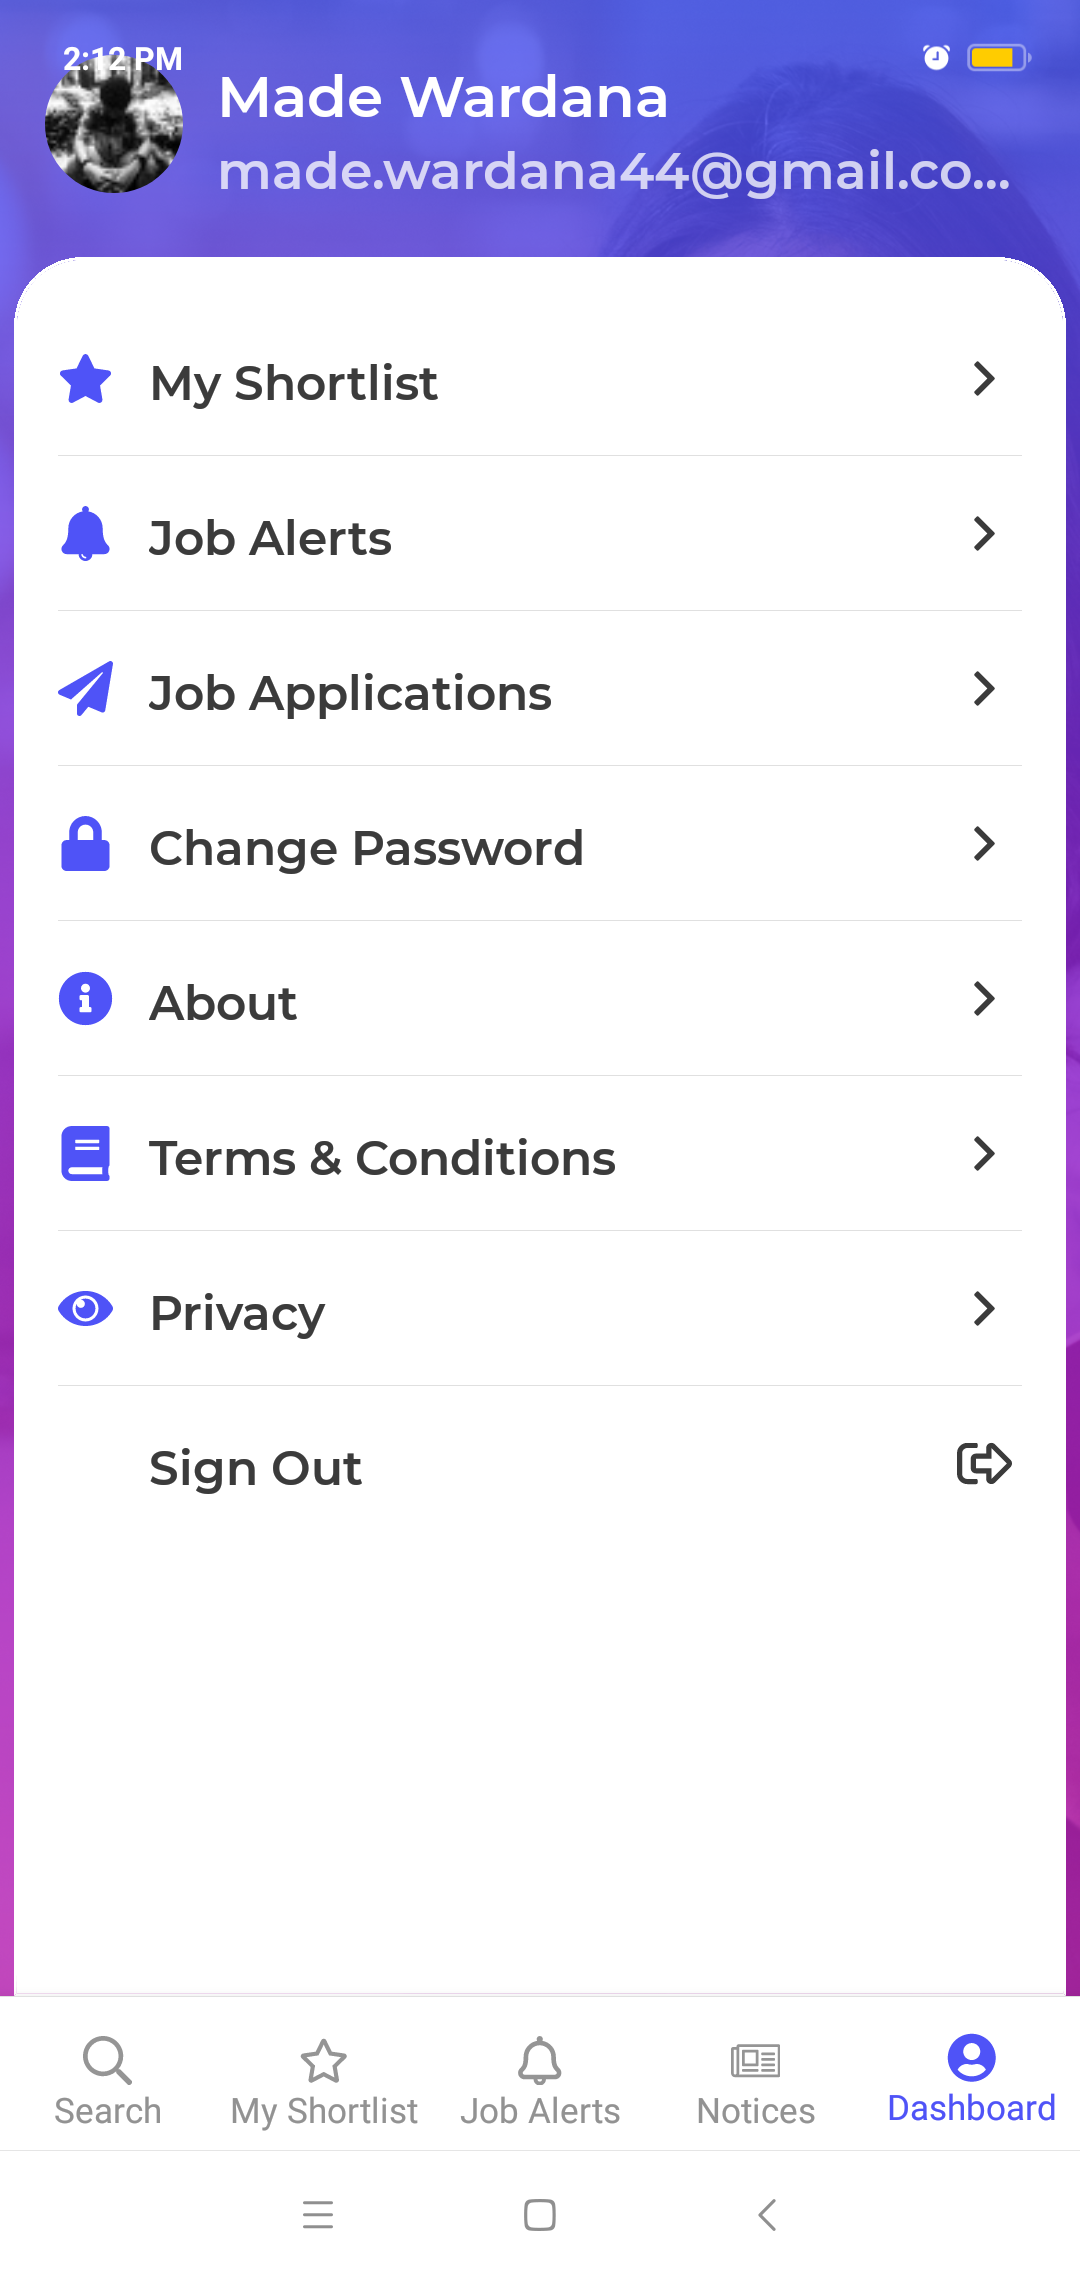 2:12 PM
Made Wardana
made.wardana44@gmail.co...
My Shortlist
Job Alerts
Job Applications
Change Password
About
Terms & Conditions
Privacy
Sign Out
Search
My Shortlist
Job Alerts
Notices
Dashboard